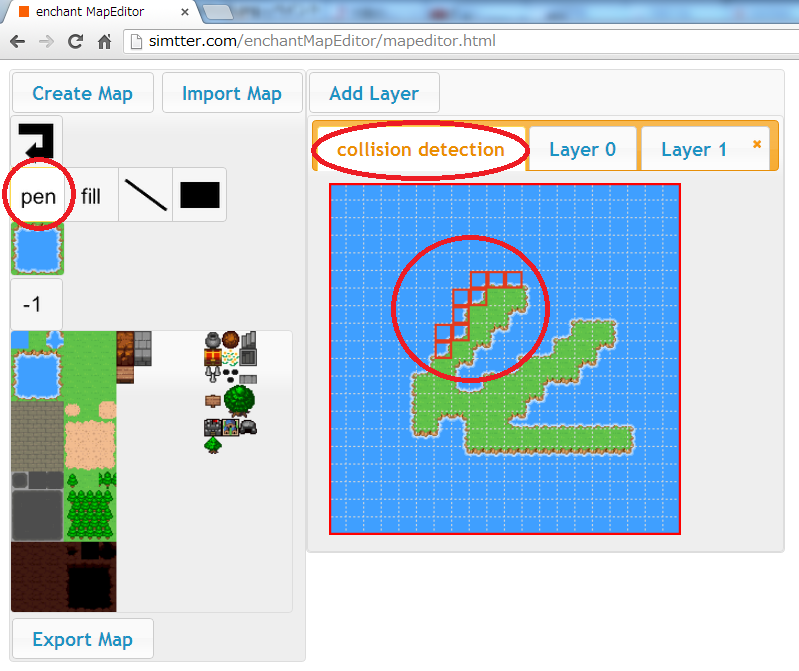 enchant MapEditor
simtter.com/enchantMapEditor/mapeditor.html
Create Map
Import Map
Add Layer
collision detection
Layer 0
Layer 1
pen
fill
-1
Export Map